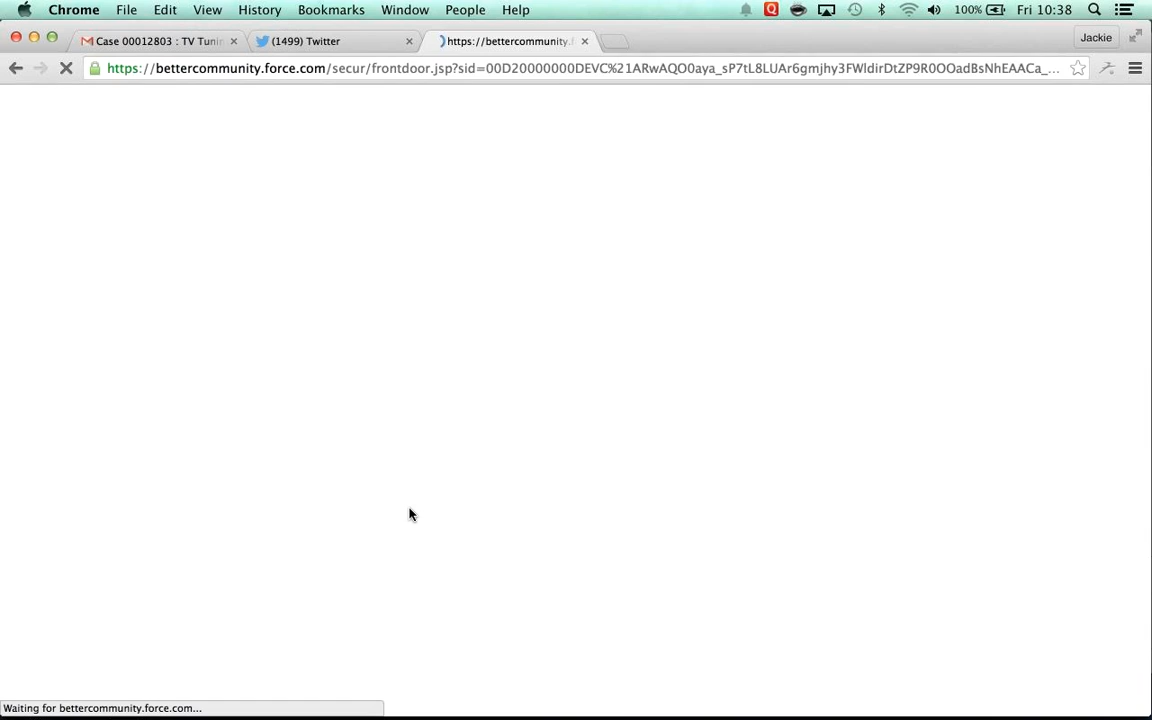 Chrome File Edit View History Bookmarks Window People Help 100% Fri 10:38
Case 00012803 : TV Tunin (1499) Twitter https://bettercommunity.f Jackie
https://bettercommunity.force.com/secur/frontdoor.jsp?sid=00D20000000DEVC%21ARwAQO0aya_sP7tL8LUAr6gmjhy3FWldirDtZP9R0OOadBsNhEAACa_...
Waiting for bettercommunity.force.com...